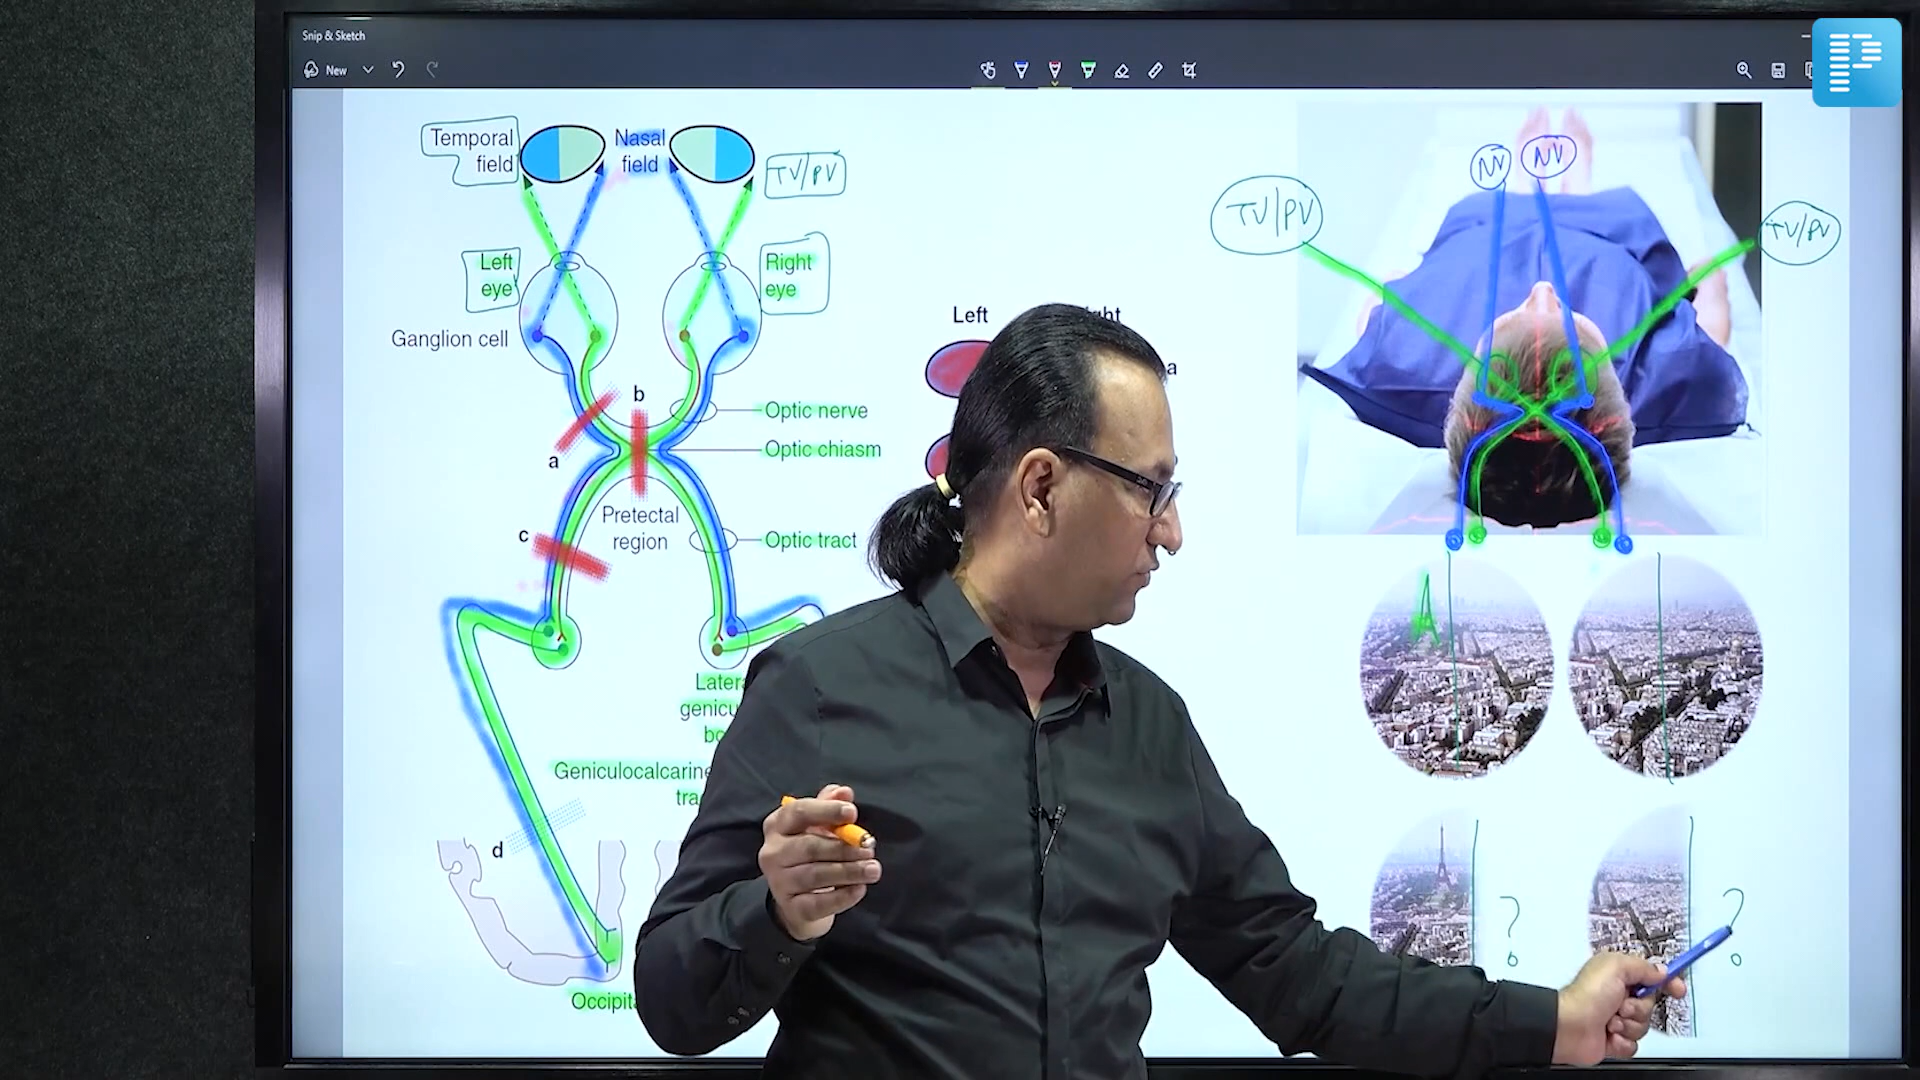 Snip & Sketch
New
Temporal
field
Nasal
field
TV/PV
Left
eye
Right
eye
Ganglion cell
b
a
Optic nerve
Optic chiasm
c
Pretectal
region
Optic tract
Geniculocalcarine
d
Left
a
NV
NV
TV/PV
TV/PV
?
?